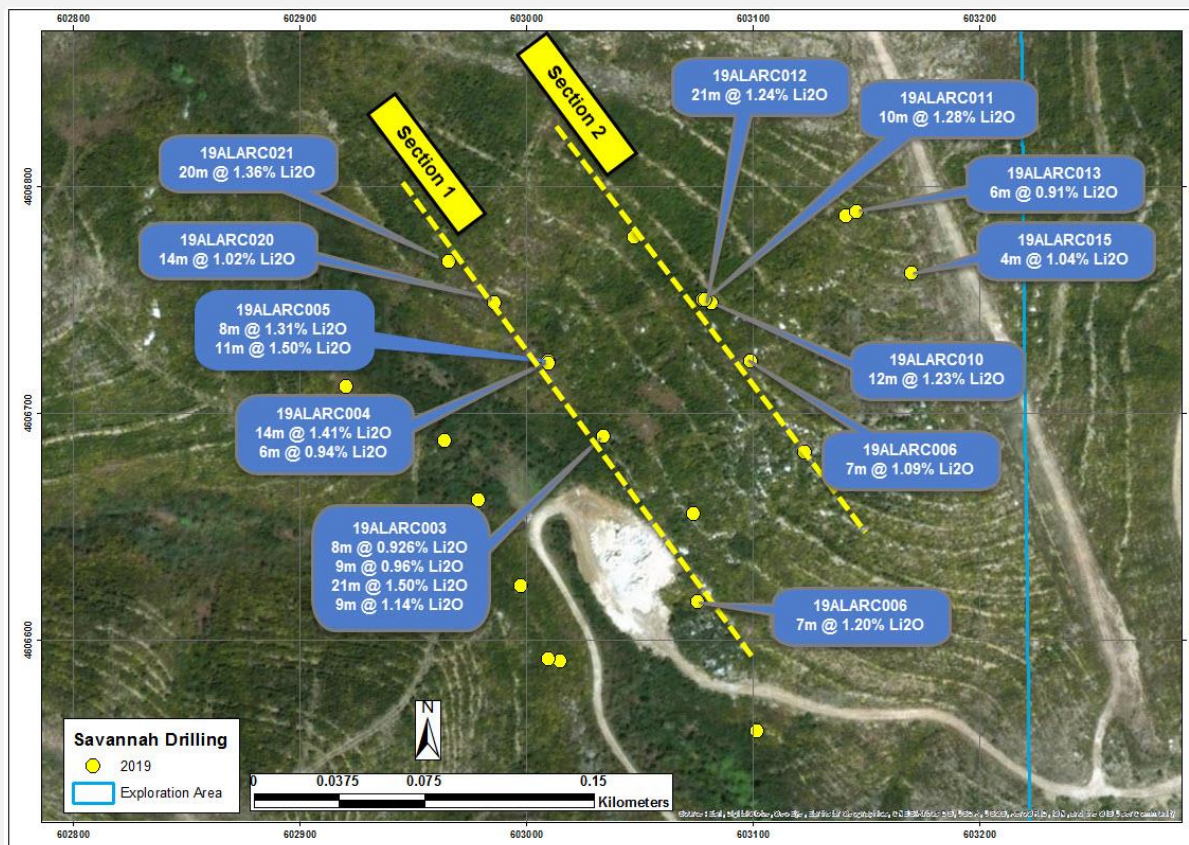 602800
602900
603000
603100
603200
4606800
4606700
4606600
Section 1
Section 2
19ALARC012
21m @ 1.24% Li2O
19ALARC011
10m @ 1.28% Li2O
19ALARC021
20m @ 1.36% Li2O
19ALARC013
6m @ 0.91% Li2O
19ALARC020
14m @ 1.02% Li2O
19ALARC015
4m @ 1.04% Li2O
19ALARC005
8m @ 1.31% Li2O
11m @ 1.50% Li2O
19ALARC010
12m @ 1.23% Li2O
19ALARC004
14m @ 1.41% Li2O
6m @ 0.94% Li2O
19ALARC006
7m @ 1.09% Li2O
19ALARC003
8m @ 0.926% Li2O
9m @ 0.96% Li2O
21m @ 1.50% Li2O
9m @ 1.14% Li2O
19ALARC006
7m @ 1.20% Li2O
N
Savannah Drilling
2019
Exploration Area
0
0.0375
0.075
0.15
Kilometers
602800
602900
603000
603100
603200